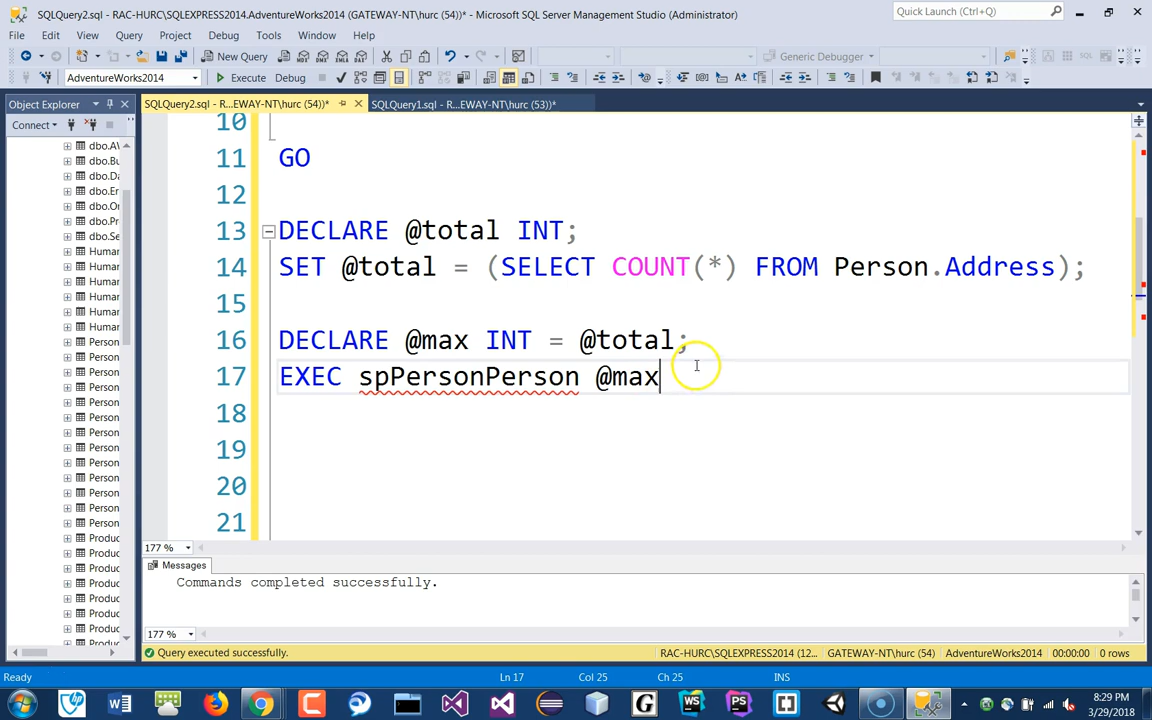 SQLQuery2.sql - RAC-HURC\SQLEXPRESS2014.AdventureWorks2014 (GATEWAY-NT\hurc (54))* - Microsoft SQL Server Management Studio (Administrator)
Quick Launch (Ctrl+Q)
File Edit View Query Project Debug Tools Window Help
New Query
Generic Debugger
AdventureWorks2014 Execute Debug
Object Explorer
SQLQuery2.sql - R...EWAY-NT\hurc (54))* SQLQuery1.sql - R...EWAY-NT\hurc (53))*
Connect
dbo.A
dbo.Bu
dbo.Da
dbo.Er
dbo.Or
dbo.Pr
dbo.Se
Human
Human
Human
Human
Human
Human
Person
Person
Person
Person
Person
Person
Person
Person
Person
Person
Person
Person
Person
Produc
Produc
Produc
Produc
Produc
Produc
Produc
Produc
10
11 GO
12
13 DECLARE @total INT;
14 SET @total = (SELECT COUNT(*) FROM Person.Address);
15
16 DECLARE @max INT = @total;
17 EXEC spPersonPerson @max
18
19
20
21
177 %
Messages
Commands completed successfully.
177 %
Query executed successfully. RAC-HURC\SQLEXPRESS2014 (12... GATEWAY-NT\hurc (54) AdventureWorks2014 00:00:00 0 rows
Ready Ln 17 Col 25 Ch 25 INS
8:29 PM
3/29/2018